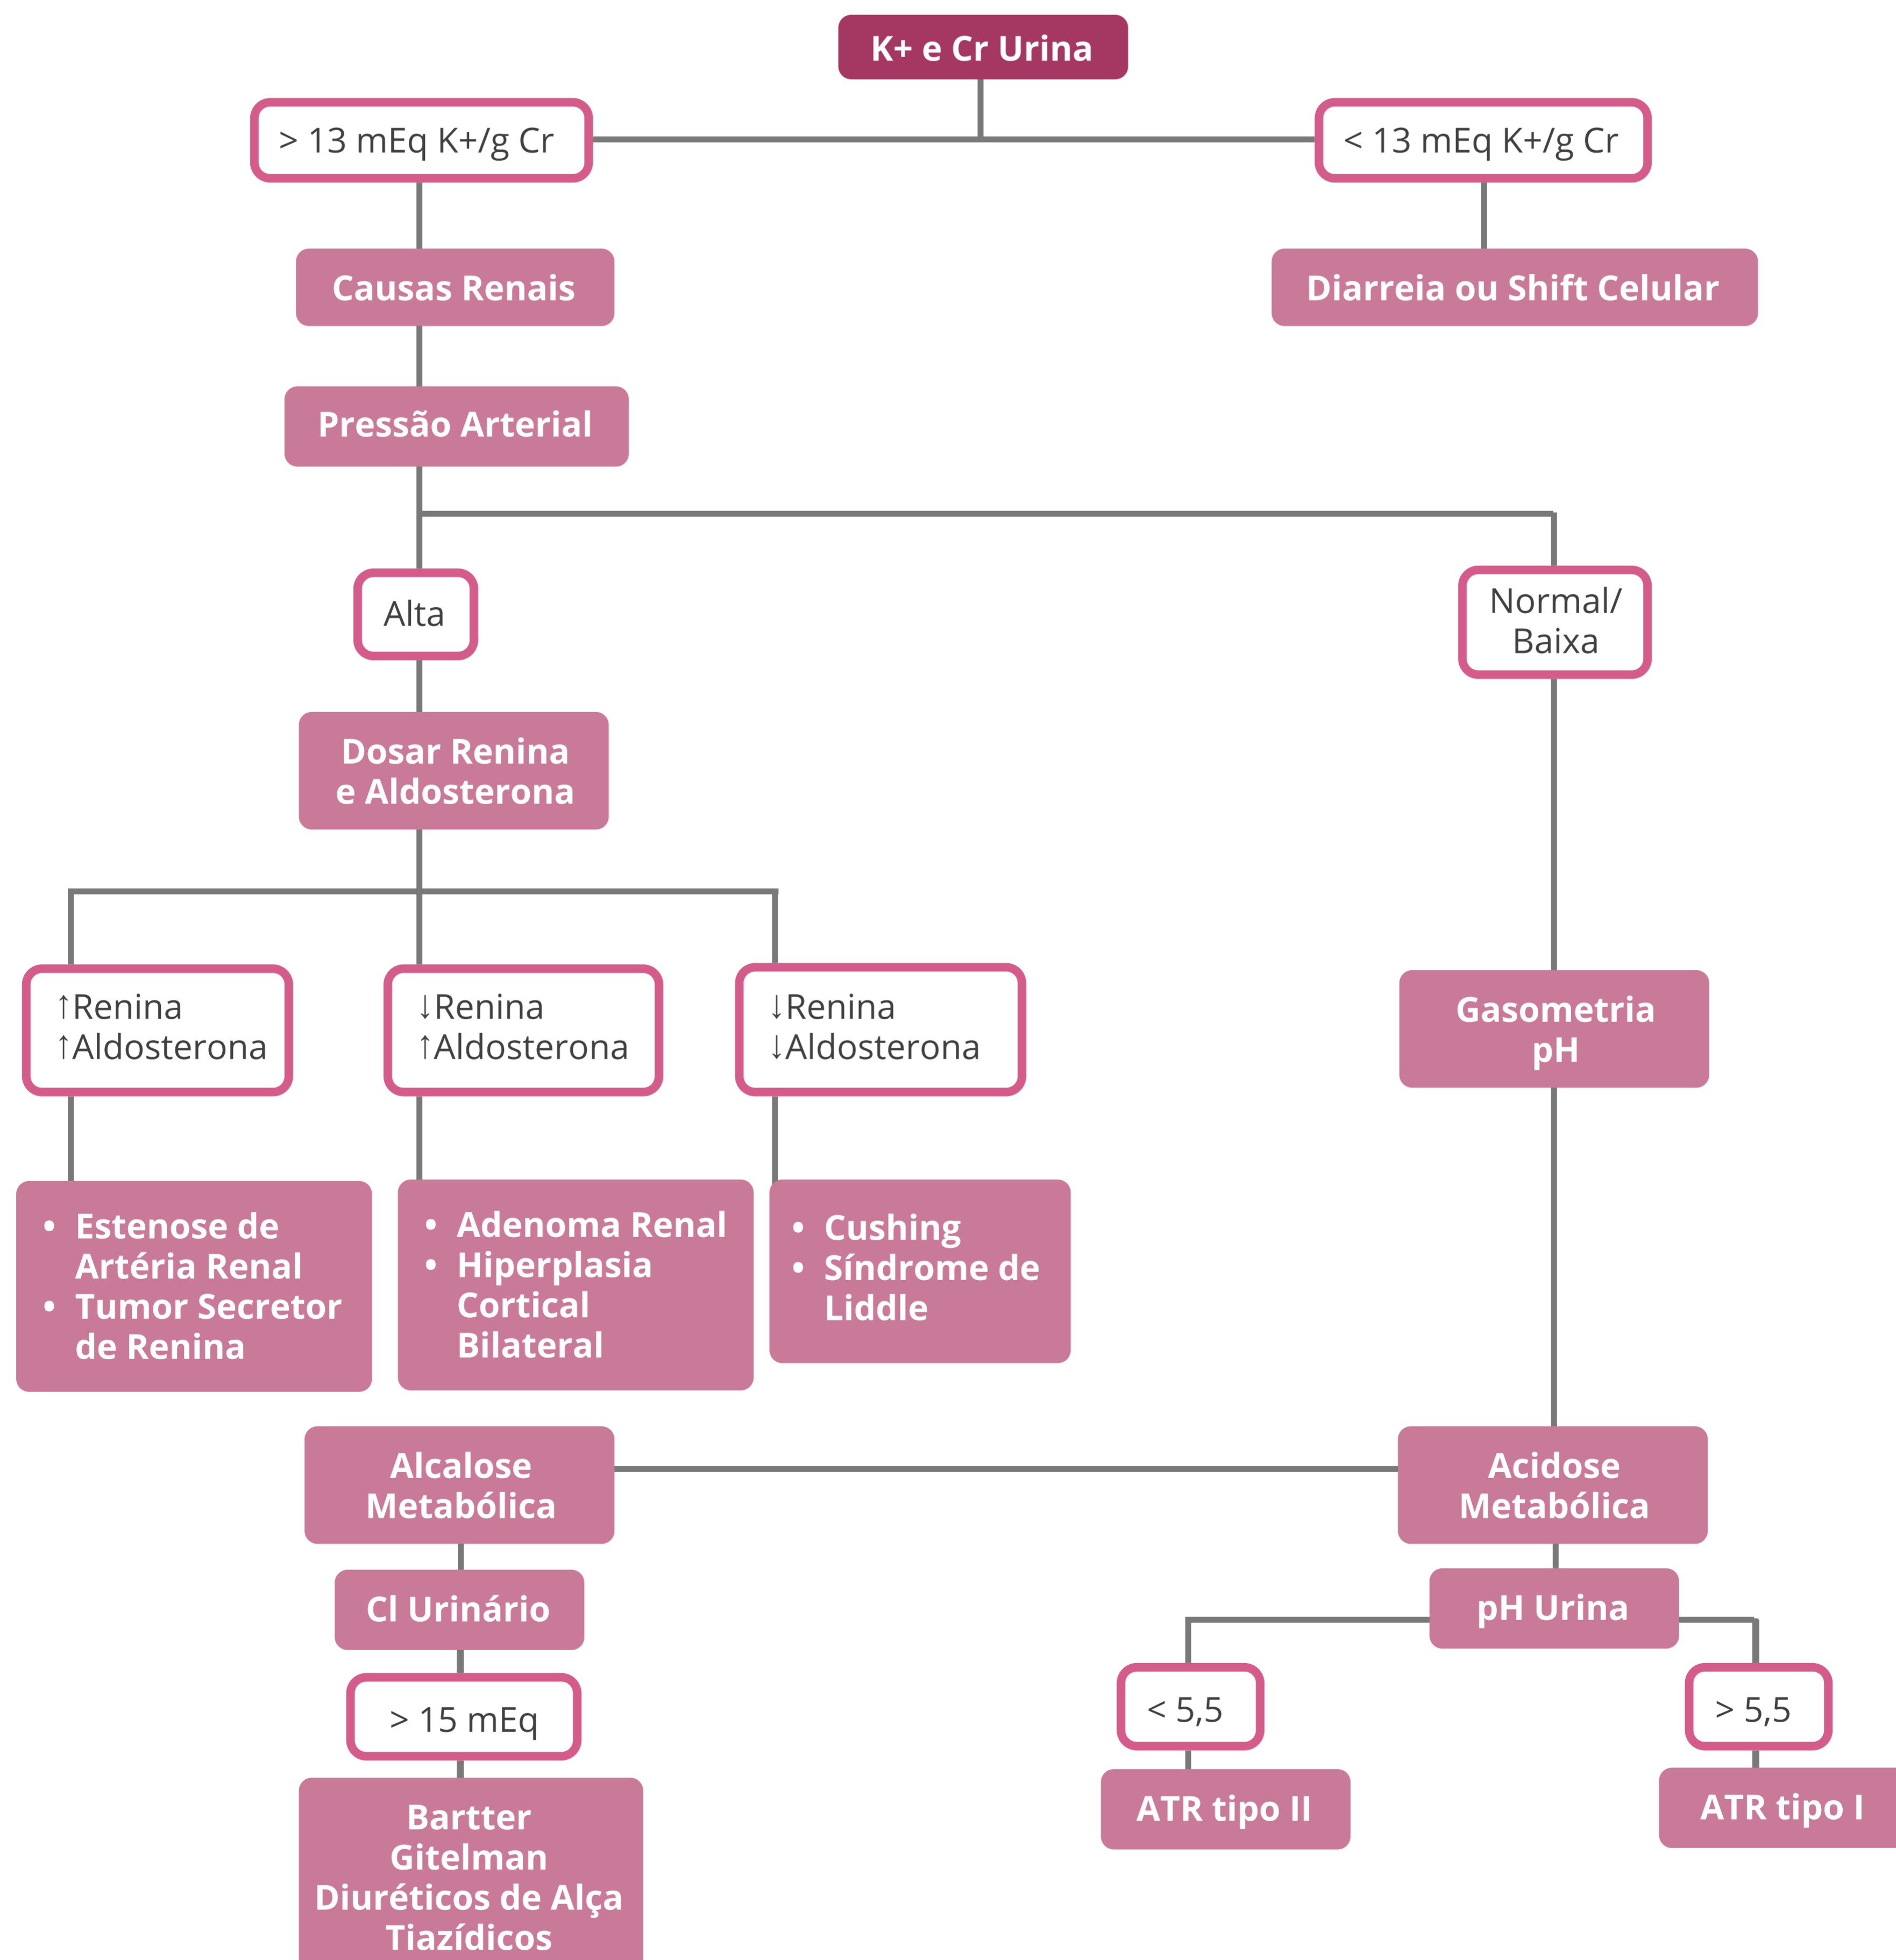 K+ e Cr Urina
> 13 mEq K+/g Cr
< 13 mEq K+/g Cr
Causas Renais
Diarreia ou Shift Celular
Pressão Arterial
Alta
Normal/
Baixa
Dosar Renina
e Aldosterona
↑Renina
↑Aldosterona
↓Renina
↑Aldosterona
↓Renina
↓Aldosterona
Gasometria
pH
• Estenose de
Artéria Renal
• Tumor Secretor
de Renina
• Adenoma Renal
• Hiperplasia
Cortical
Bilateral
• Cushing
• Síndrome de
Liddle
Alcalose
Metabólica
Acidose
Metabólica
Cl Urinário
pH Urina
> 15 mEq
< 5,5
> 5,5
ATR tipo II
ATR tipo I
Bartter
Gitelman
Diuréticos de Alça
Tiazídicos